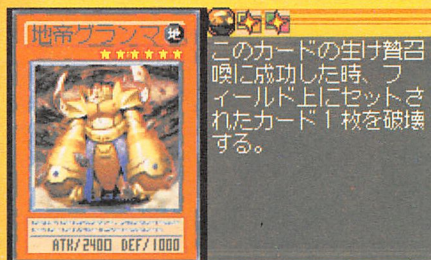 地帝グランマーグ
地
このカードの生け贄召
喚に成功した時、フ
ィールド上にセットさ
れたカード1枚を破壊
する。
ATK/2400 DEF/1000